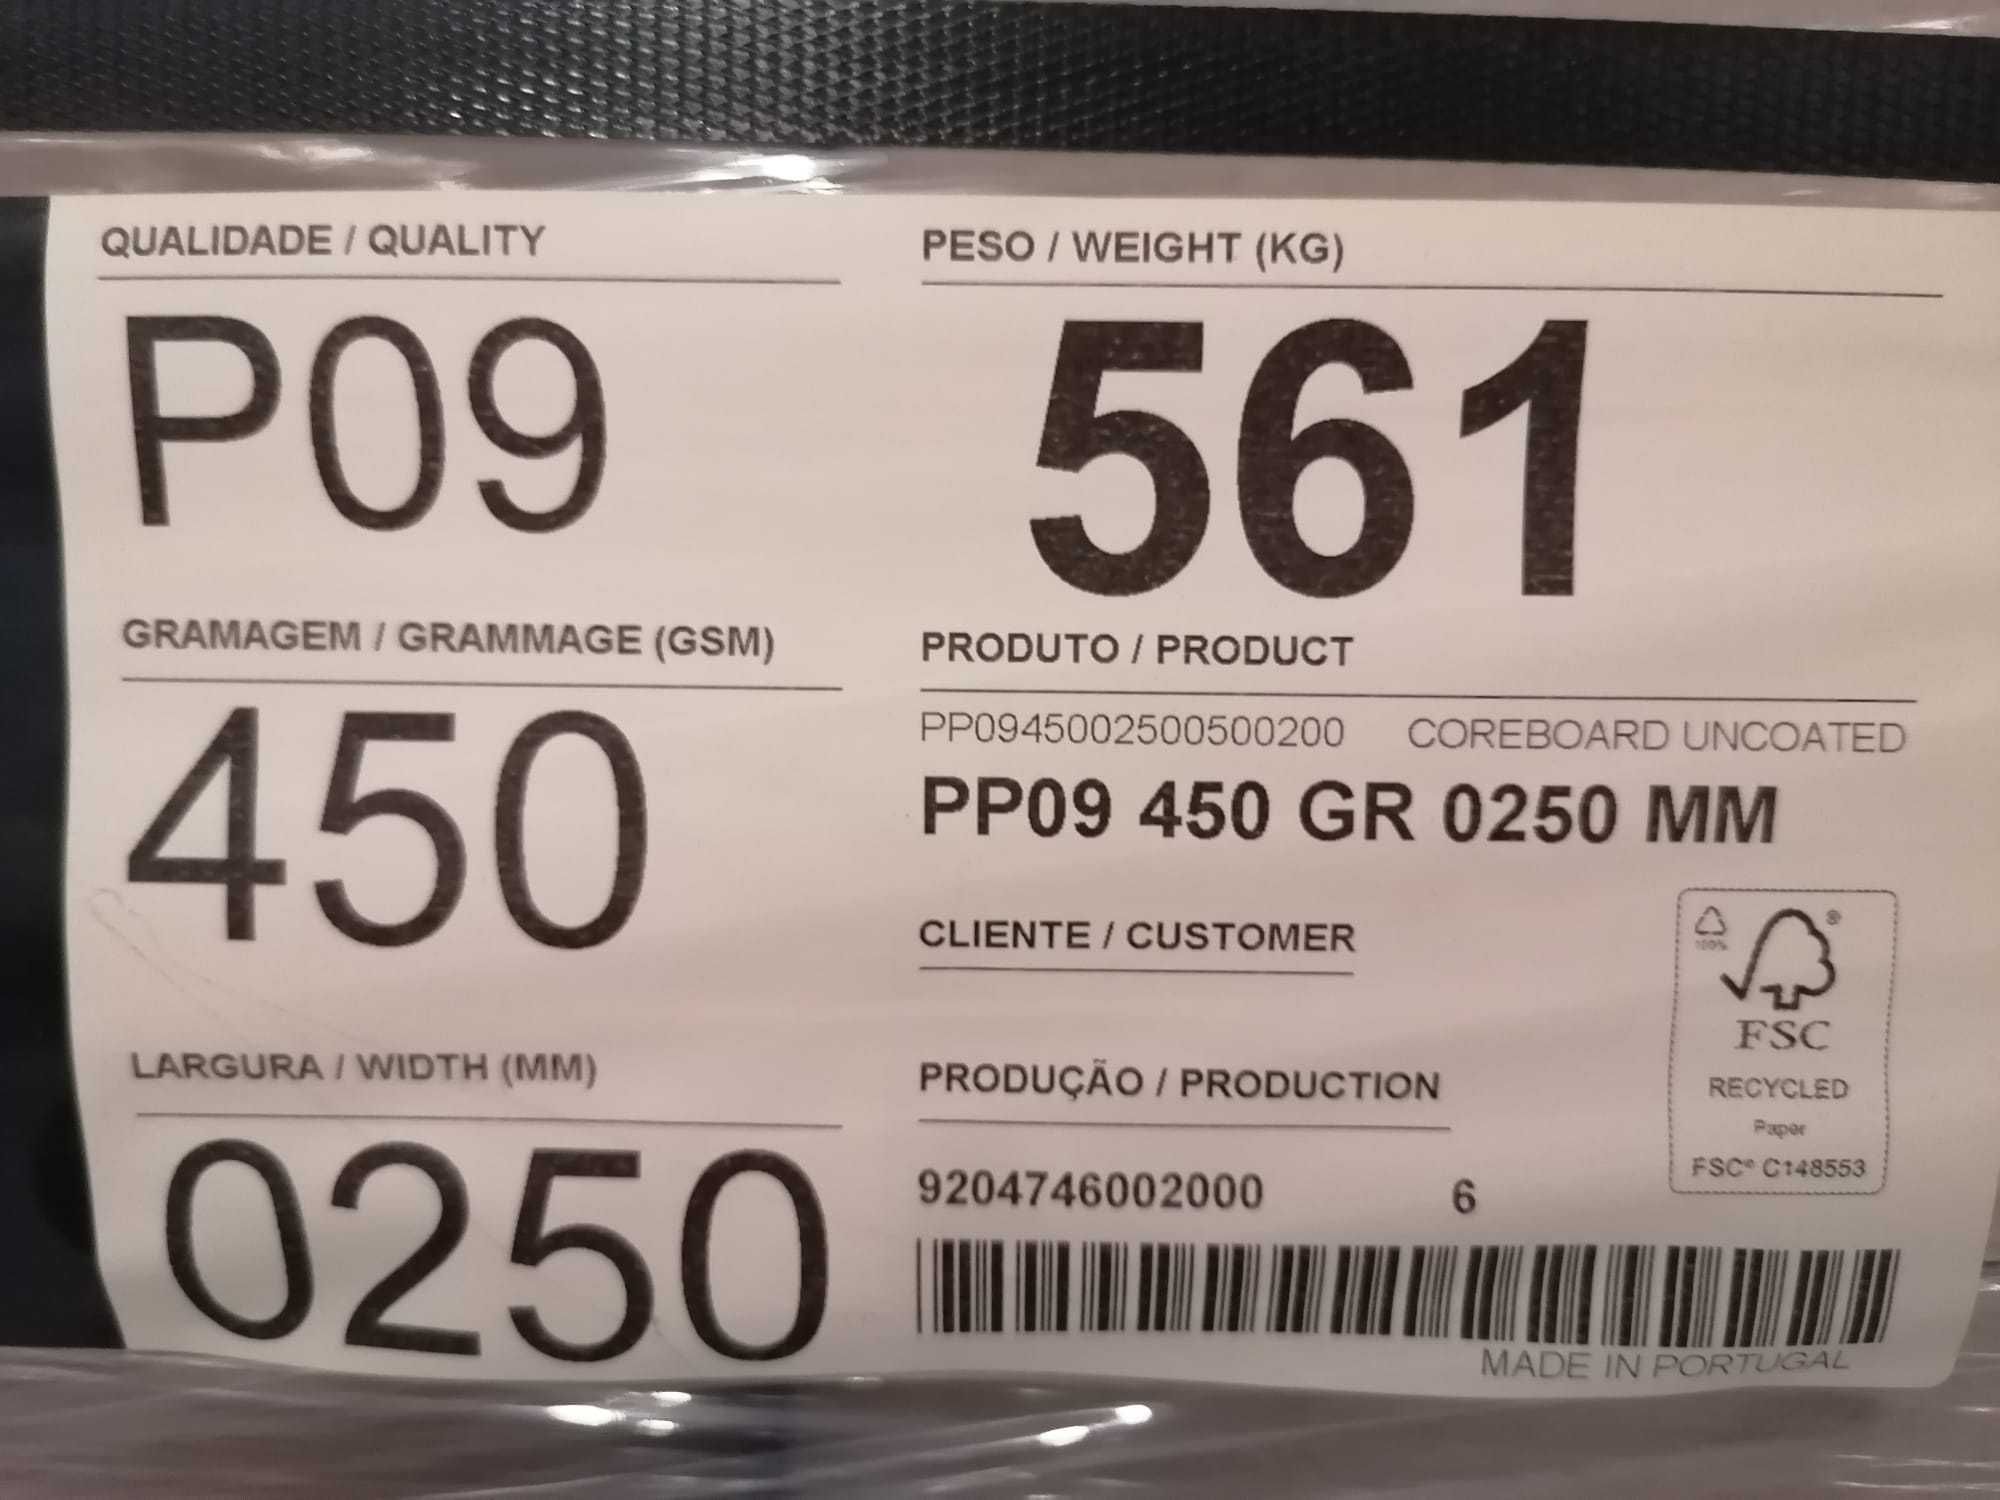 QUALIDADE / QUALITY
P09
GRAMAGEM / GRAMMAGE (GSM)
450
LARGURA / WIDTH (MM)
0250
PESO / WEIGHT (KG)
561
PRODUTO / PRODUCT
PP0945002500500200 COREBOARD UNCOATED
PP09 450 GR 0250 MM
CLIENTE / CUSTOMER
PRODUÇÃO / PRODUCTION
9204746002000 6
MADE IN PORTUGAL
100%
®
FSC
RECYCLED
Paper
FSC® C148553